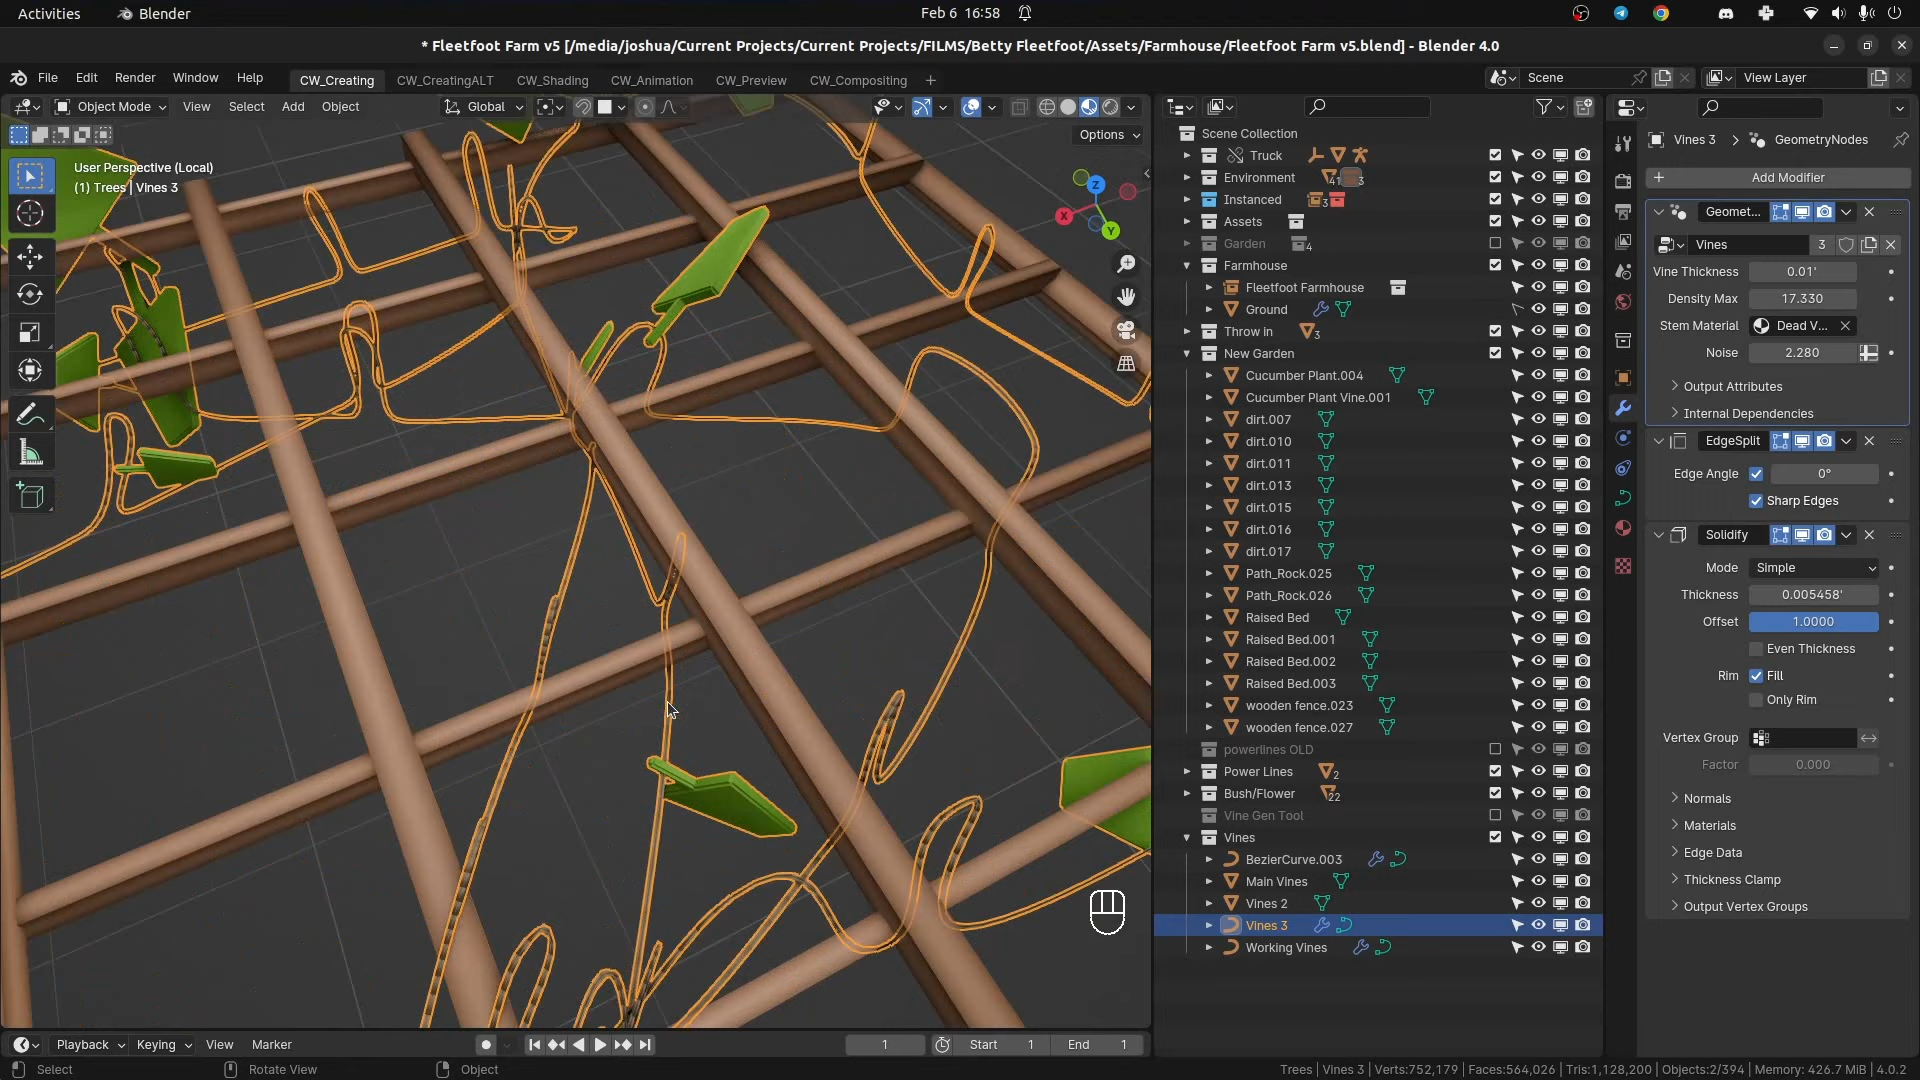 Activities Blender Feb 6 16:58
* Fleetfoot Farm v5 [/media/joshua/Current Projects/Current Projects/FILMS/Betty Fleetfoot/Assets/Farmhouse/Fleetfoot Farm v5.blend] - Blender 4.0
File Edit Render Window Help CW_Creating CW_CreatingALT CW_Shading CW_Animation CW_Preview CW_Compositing Scene View Layer
Object Mode View Select Add Object Global
Options
User Perspective (Local)
(1) Trees | Vines 3
Z
X
Y
Scene Collection
Truck
Environment 41 3
Instanced 3
Assets
Garden 4
Farmhouse
Fleetfoot Farmhouse
Ground
Throw in 3
New Garden
Cucumber Plant.004
Cucumber Plant Vine.001
dirt.007
dirt.010
dirt.011
dirt.013
dirt.015
dirt.016
dirt.017
Path_Rock.025
Path_Rock.026
Raised Bed
Raised Bed.001
Raised Bed.002
Raised Bed.003
wooden fence.023
wooden fence.027
powerlines OLD
Power Lines 2
Bush/Flower 22
Vine Gen Tool
Vines
BezierCurve.003
Main Vines
Vines 2
Vines 3
Working Vines
Vines 3 GeometryNodes
Add Modifier
Geomet...
Vines 3
Vine Thickness 0.01'
Density Max 17.330
Stem Material Dead V...
Noise 2.280
Output Attributes
Internal Dependencies
EdgeSplit
Edge Angle 0°
Sharp Edges
Solidify
Mode Simple
Thickness 0.005458'
Offset 1.0000
Even Thickness
Rim Fill
Only Rim
Vertex Group
Factor 0.000
Normals
Materials
Edge Data
Thickness Clamp
Output Vertex Groups
Playback Keying View Marker 1 Start 1 End 1
Select Rotate View Object Trees | Vines 3 | Verts:752,179 | Faces:564,026 | Tris:1,128,200 | Objects:2/394 | Memory: 426.7 MiB | 4.0.2